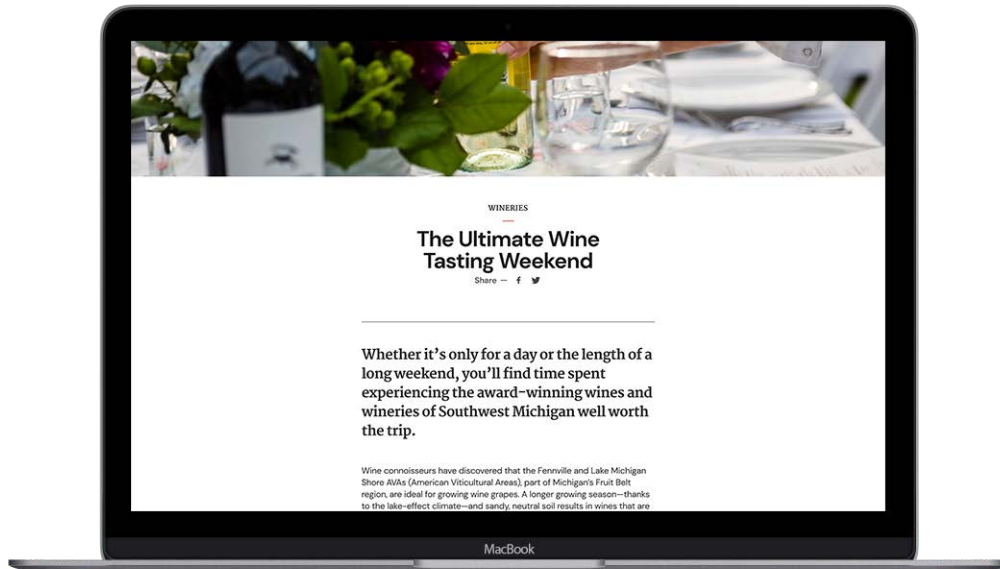 WINERIES
The Ultimate Wine
Tasting Weekend
Share —
Whether it’s only for a day or the length of a
long weekend, you’ll find time spent
experiencing the award-winning wines and
wineries of Southwest Michigan well worth
the trip.
Wine connoisseurs have discovered that the Fennville and Lake Michigan
Shore AVAs (American Viticultural Areas), part of Michigan’s Fruit Belt
region, are ideal for growing wine grapes. A longer growing season—thanks
to the lake-effect climate—and sandy, neutral soil results in wines that are
MacBook